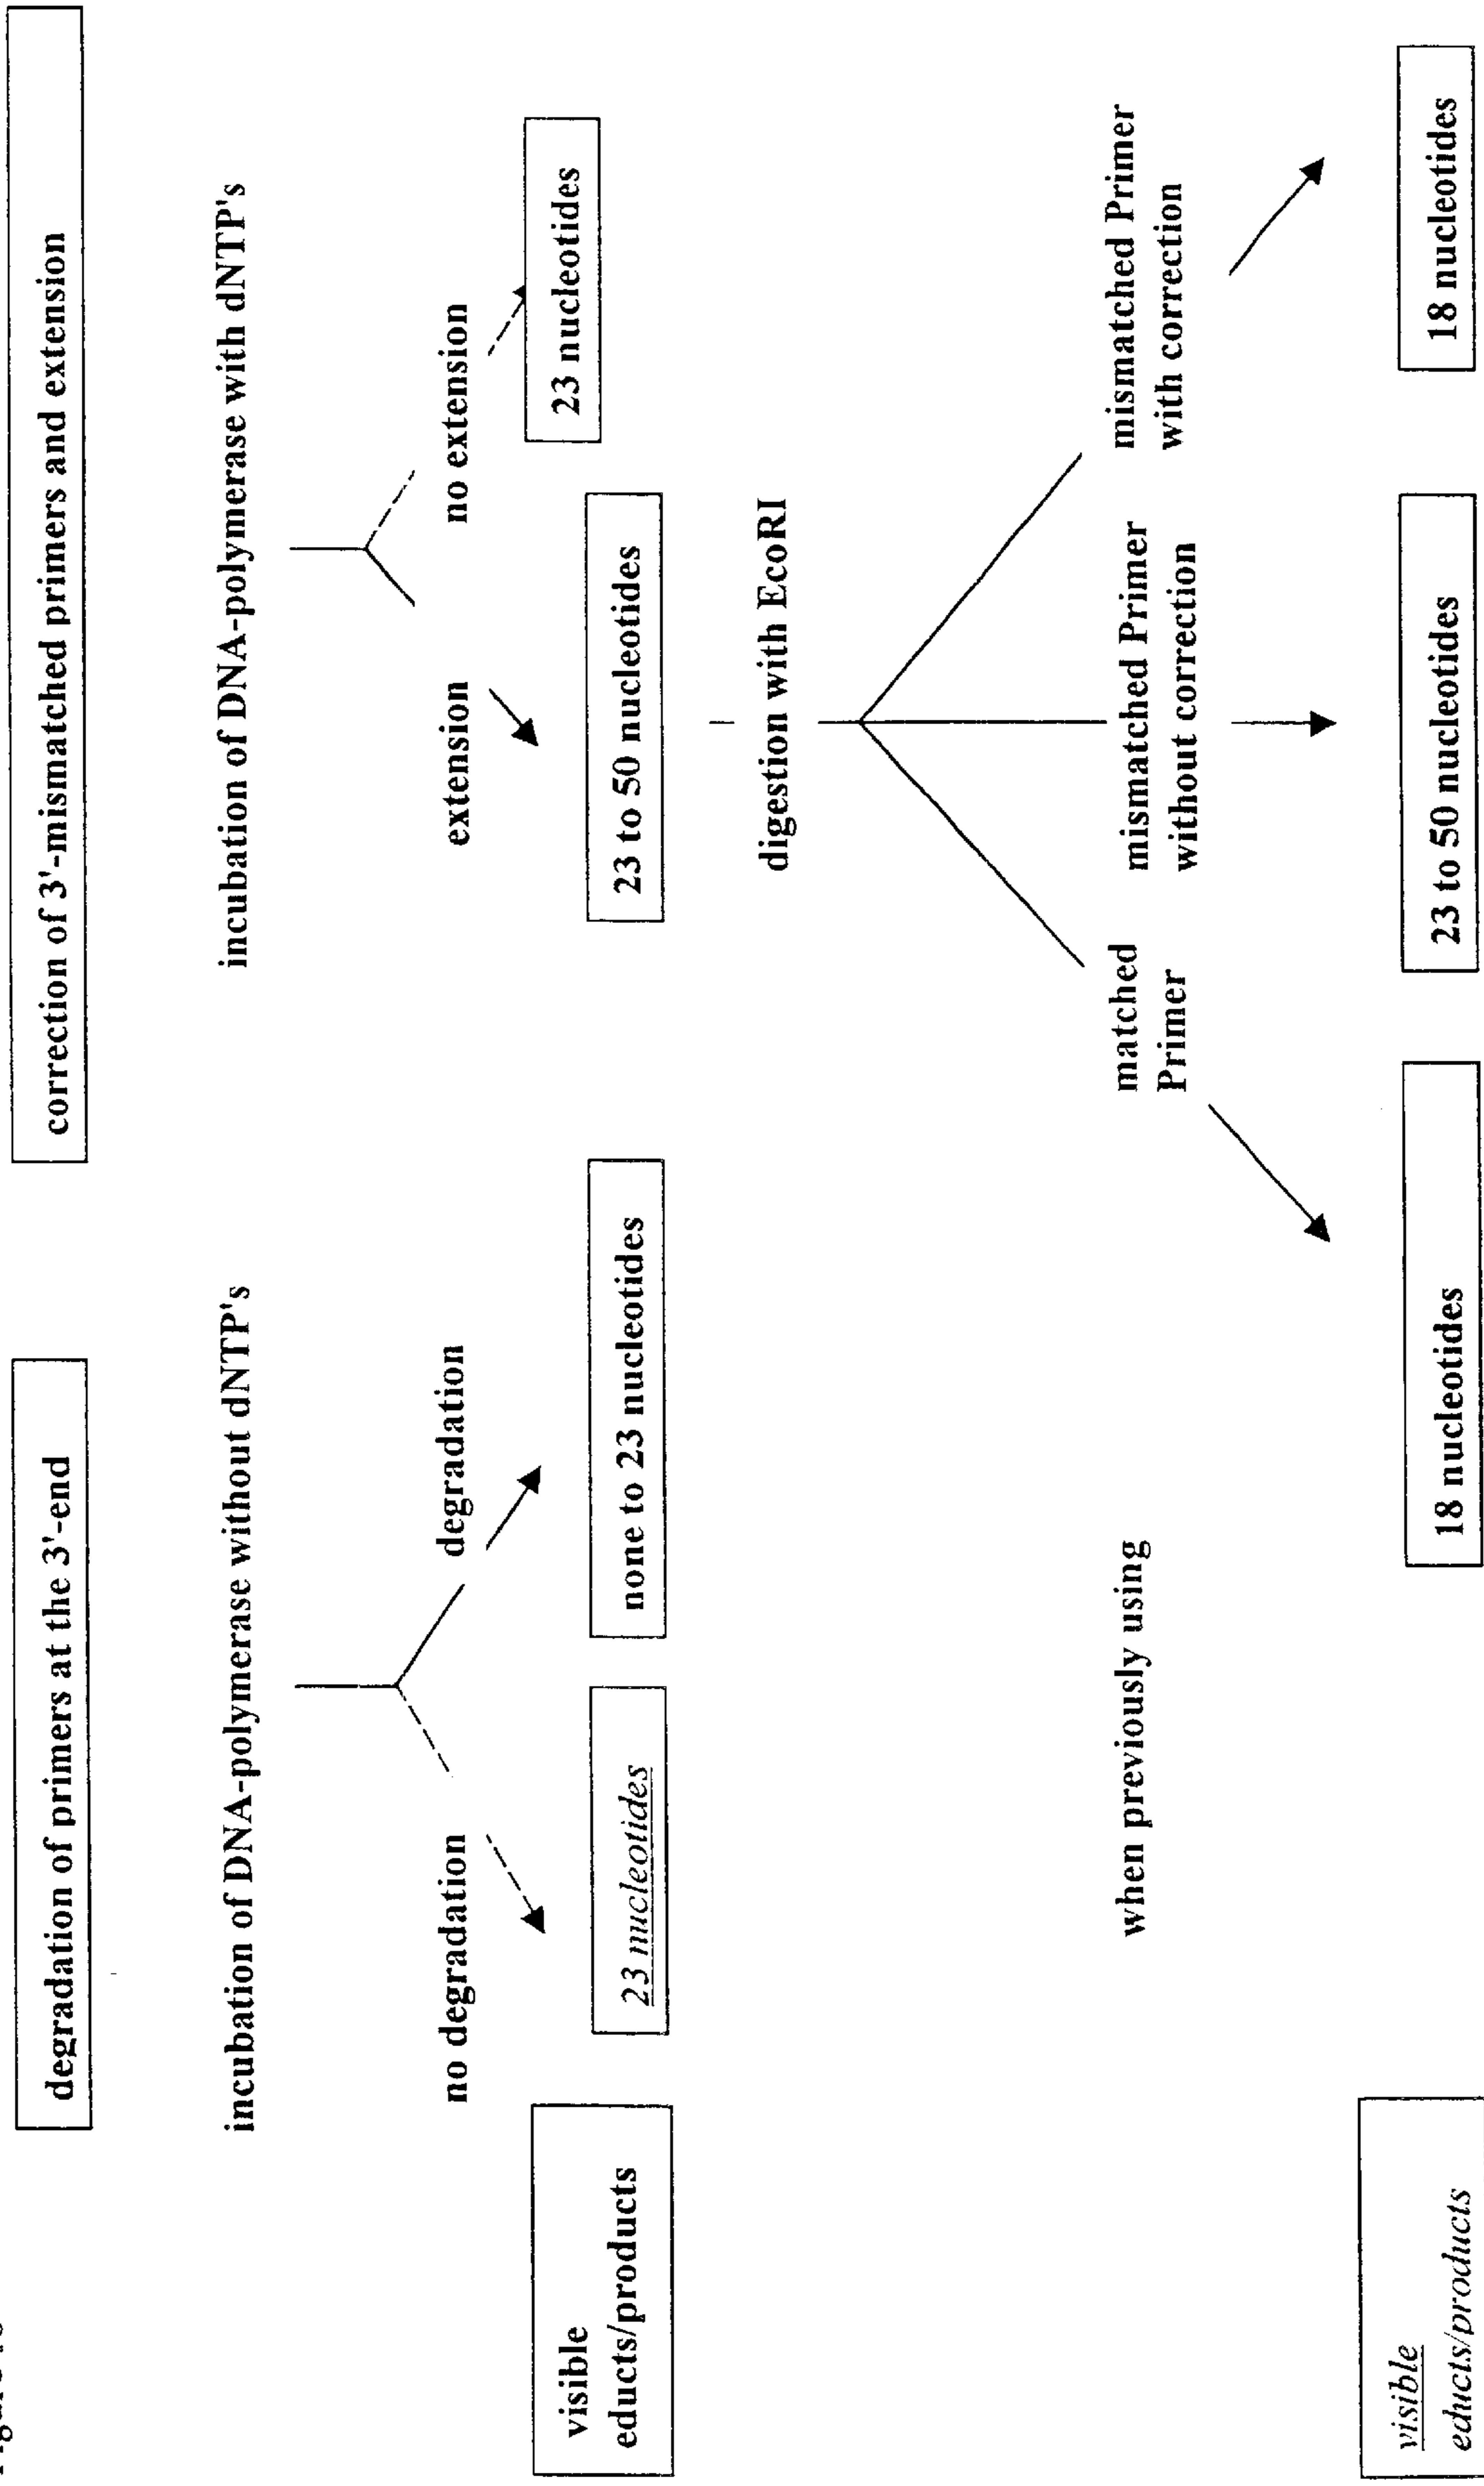 degradation of primers at the 3'-end
correction of 3'-mismatched primers and extension
incubation of DNA-polymerase without dNTP's
incubation of DNA-polymerase with dNTP's
no degradation
degradation
extension
no extension
visible
educts/products
23 nucleotides
none to 23 nucleotides
23 to 50 nucleotides
23 nucleotides
digestion with EcoRI
when previously using
matched
Primer
mismatched Primer
without correction
mismatched Primer
with correction
visible
educts/products
18 nucleotides
23 to 50 nucleotides
18 nucleotides